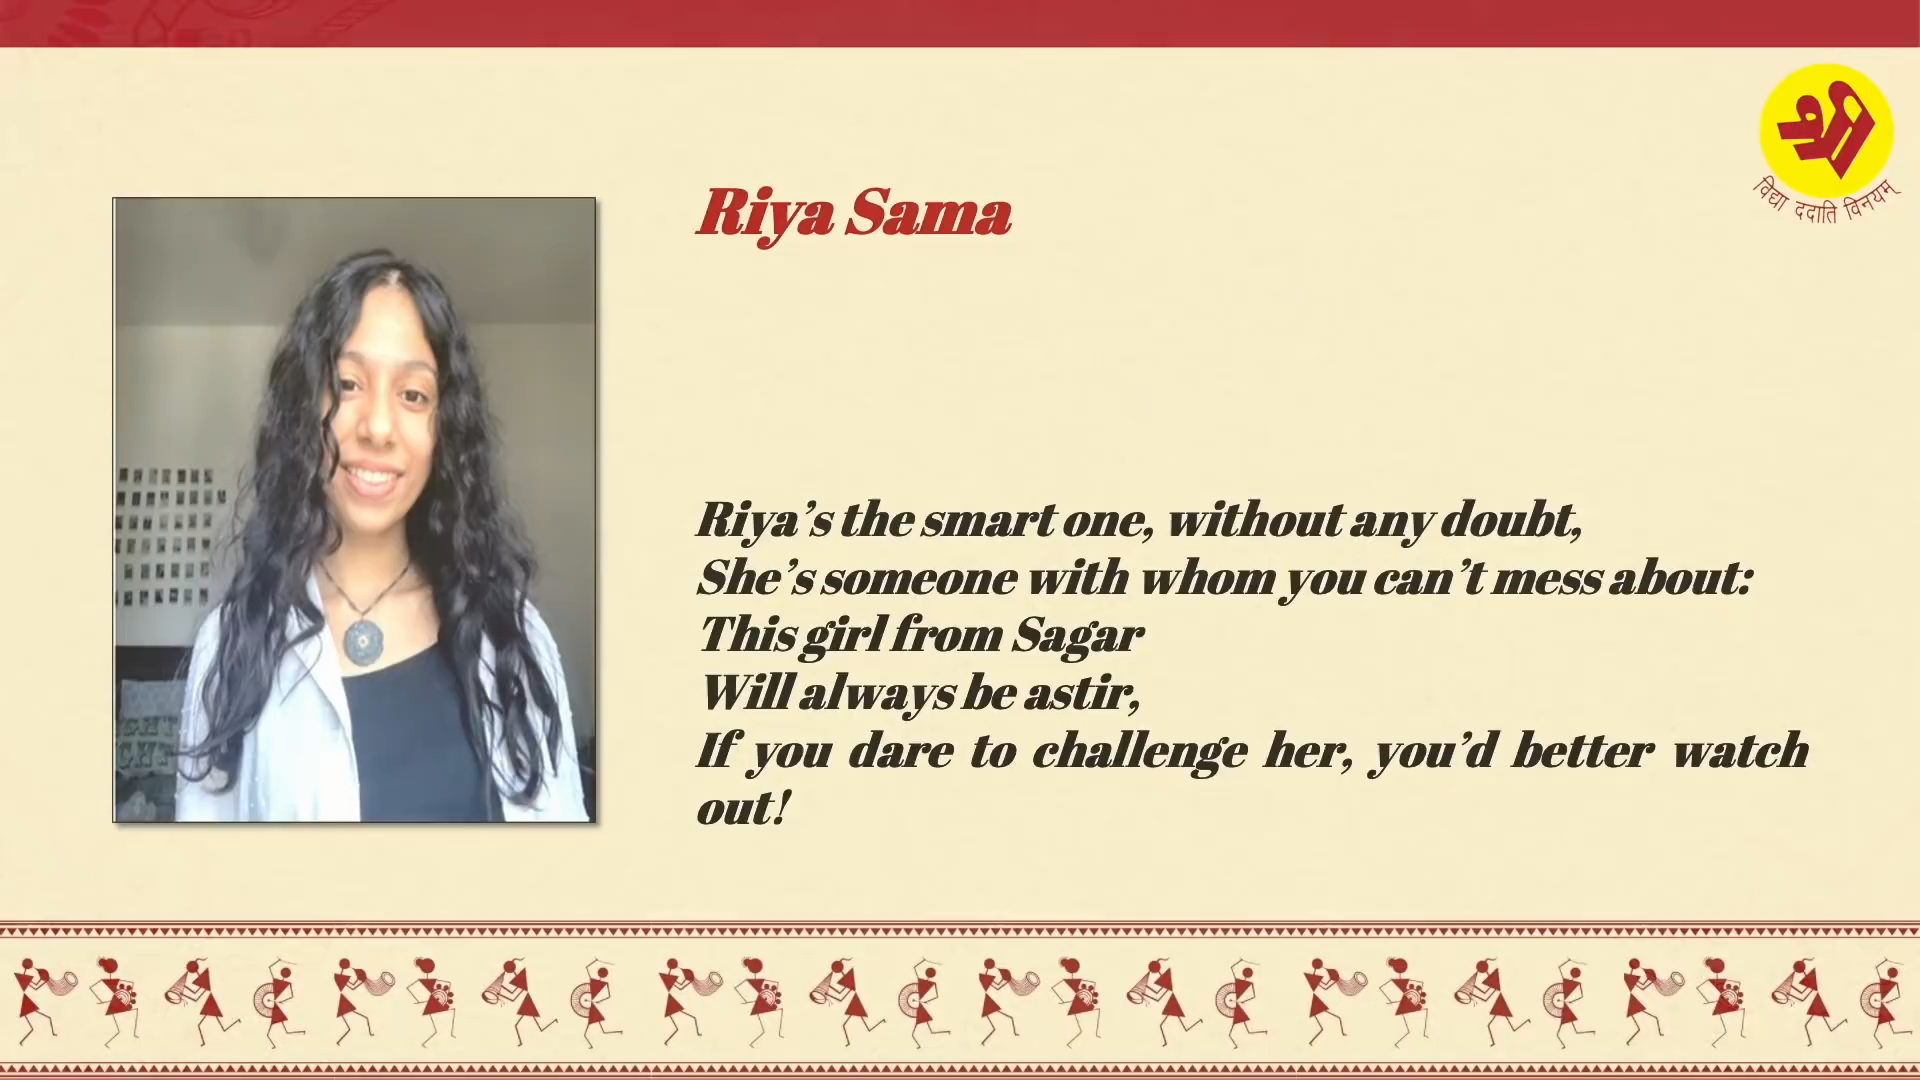 श्री
विद्या ददाति विनयम्
Riya Sama
Riya’s the smart one, without any doubt,
She’s someone with whom you can’t mess about:
This girl from Sagar
Will always be astir,
If you dare to challenge her, you’d better watch
out!